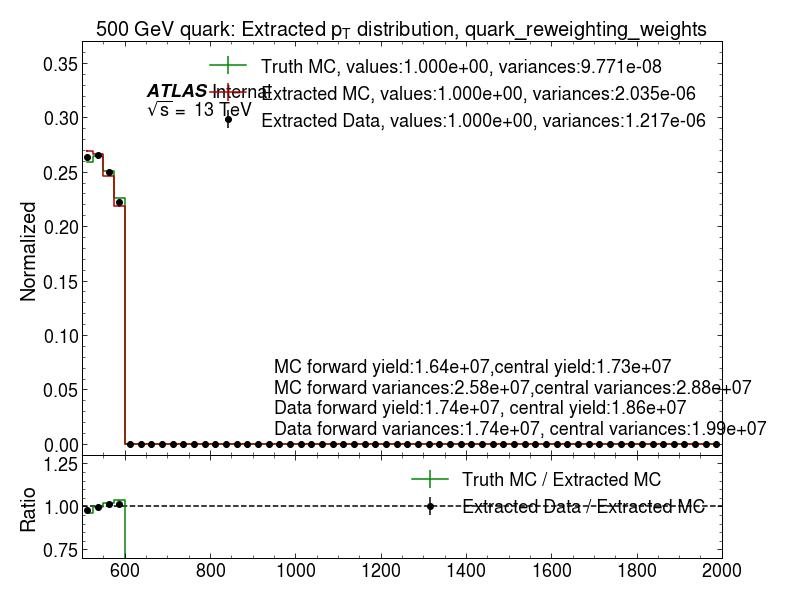 500 GeV quark: Extracted pT distribution, quark_reweighting_weights
Truth MC, values:1.000e+00, variances:9.771e-08
ATLAS Internal
Extracted MC, values:1.000e+00, variances:2.035e-06
√s = 13 TeV
Extracted Data, values:1.000e+00, variances:1.217e-06
Normalized
0.35
0.30
0.25
0.20
0.15
0.10
0.05
0.00
MC forward yield:1.64e+07,central yield:1.73e+07
MC forward variances:2.58e+07,central variances:2.88e+07
Data forward yield:1.74e+07, central yield:1.86e+07
Data forward variances:1.74e+07, central variances:1.99e+07
Ratio
1.25
1.00
0.75
Truth MC / Extracted MC
Extracted Data / Extracted MC
600 800 1000 1200 1400 1600 1800 2000